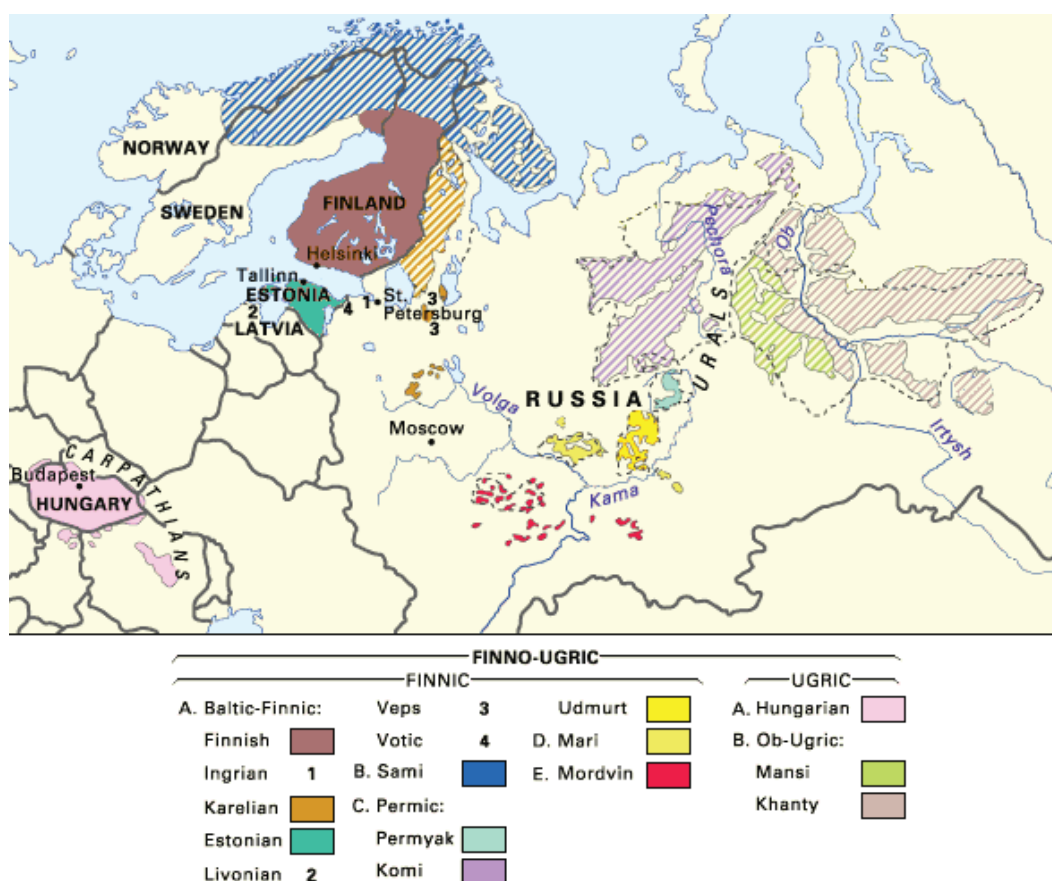 NORWAY
SWEDEN
FINLAND
Helsinki
Tallinn
ESTONIA
2
LATVIA
4
1
St.
Petersburg
3
3
Pechora
Ob
URALS
RUSSIA
Volga
Moscow
Kama
Irtysh
CARPATHIANS
Budapest
HUNGARY
FINNO-UGRIC
FINNIC
A. Baltic-Finnic:
Finnish
Ingrian 1
Karelian
Estonian
Livonian 2
Veps 3
Votic 4
B. Sami
C. Permic:
Permyak
Komi
Udmurt
D. Mari
E. Mordvin
UGRIC
A. Hungarian
B. Ob-Ugric:
Mansi
Khanty